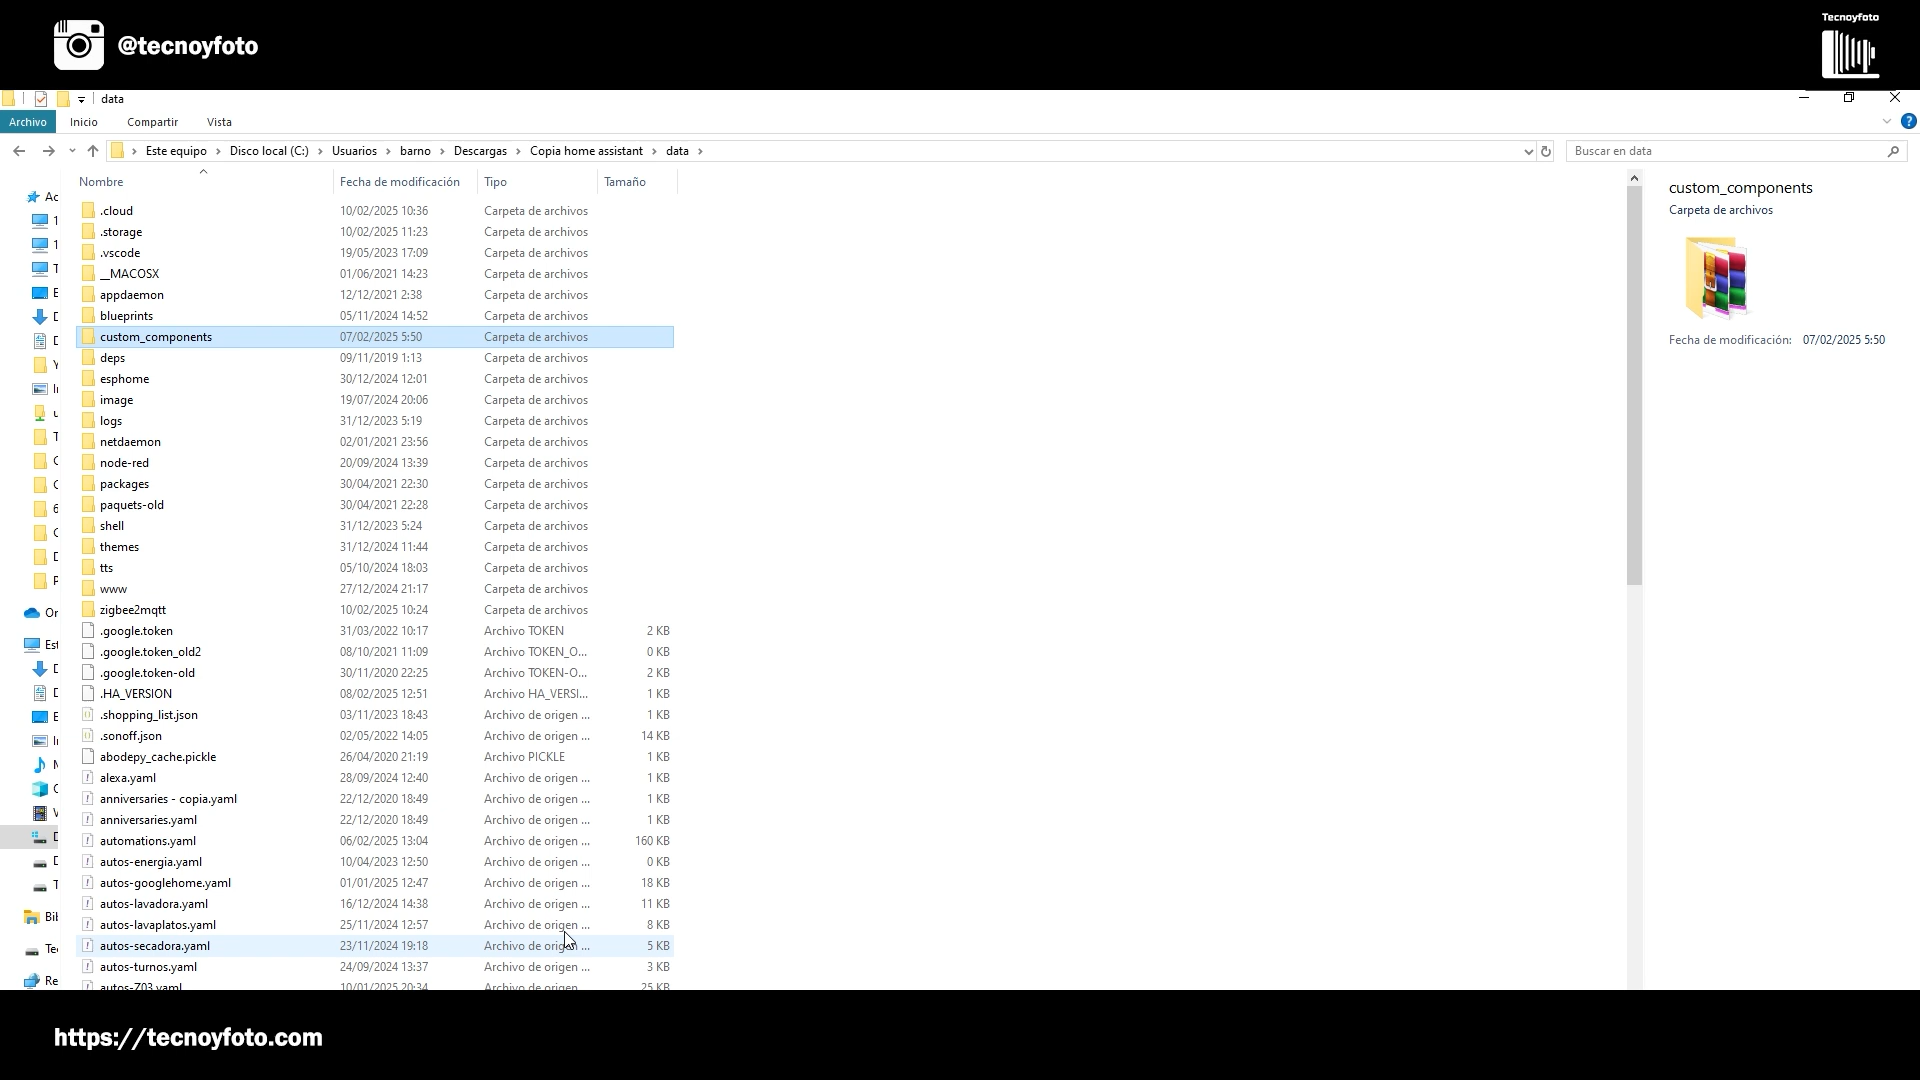 @tecnoyfoto
Tecnoyfoto
data
Archivo Inicio Compartir Vista
Este equipo > Disco local (C:) > Usuarios > barno > Descargas > Copia home assistant > data >
Buscar en data
Nombre Fecha de modificación Tipo Tamaño
.cloud 10/02/2025 10:36 Carpeta de archivos
.storage 10/02/2025 11:23 Carpeta de archivos
.vscode 19/05/2023 17:09 Carpeta de archivos
__MACOSX 01/06/2021 14:23 Carpeta de archivos
appdaemon 12/12/2021 2:38 Carpeta de archivos
blueprints 05/11/2024 14:52 Carpeta de archivos
custom_components 07/02/2025 5:50 Carpeta de archivos
deps 09/11/2019 1:13 Carpeta de archivos
esphome 30/12/2024 12:01 Carpeta de archivos
image 19/07/2024 20:06 Carpeta de archivos
logs 31/12/2023 5:19 Carpeta de archivos
netdaemon 02/01/2021 23:56 Carpeta de archivos
node-red 20/09/2024 13:39 Carpeta de archivos
packages 30/04/2021 22:30 Carpeta de archivos
paquets-old 30/04/2021 22:28 Carpeta de archivos
shell 31/12/2023 5:24 Carpeta de archivos
themes 31/12/2024 11:44 Carpeta de archivos
tts 05/10/2024 18:03 Carpeta de archivos
www 27/12/2024 21:17 Carpeta de archivos
zigbee2mqtt 10/02/2025 10:24 Carpeta de archivos
.google.token 31/03/2022 10:17 Archivo TOKEN 2 KB
.google.token_old2 08/10/2021 11:09 Archivo TOKEN_O... 0 KB
.google.token-old 30/11/2020 22:25 Archivo TOKEN-O... 2 KB
.HA_VERSION 08/02/2025 12:51 Archivo HA_VERSI... 1 KB
.shopping_list.json 03/11/2023 18:43 Archivo de origen ... 1 KB
.sonoff.json 02/05/2022 14:05 Archivo de origen ... 14 KB
abodepy_cache.pickle 26/04/2020 21:19 Archivo PICKLE 1 KB
alexa.yaml 28/09/2024 12:40 Archivo de origen ... 1 KB
anniversaries - copia.yaml 22/12/2020 18:49 Archivo de origen ... 1 KB
anniversaries.yaml 22/12/2020 18:49 Archivo de origen ... 1 KB
automations.yaml 06/02/2025 13:04 Archivo de origen ... 160 KB
autos-energia.yaml 10/04/2023 12:50 Archivo de origen ... 0 KB
autos-googlehome.yaml 01/01/2025 12:47 Archivo de origen ... 18 KB
autos-lavadora.yaml 16/12/2024 14:38 Archivo de origen ... 11 KB
autos-lavaplatos.yaml 25/11/2024 12:57 Archivo de origen ... 8 KB
autos-secadora.yaml 23/11/2024 19:18 Archivo de origen ... 5 KB
autos-turnos.yaml 24/09/2024 13:37 Archivo de origen ... 3 KB
autos-Z03.yaml 10/01/2025 20:34 Archivo de origen 25 KB
custom_components
Carpeta de archivos
Fecha de modificación: 07/02/2025 5:50
https://tecnoyfoto.com